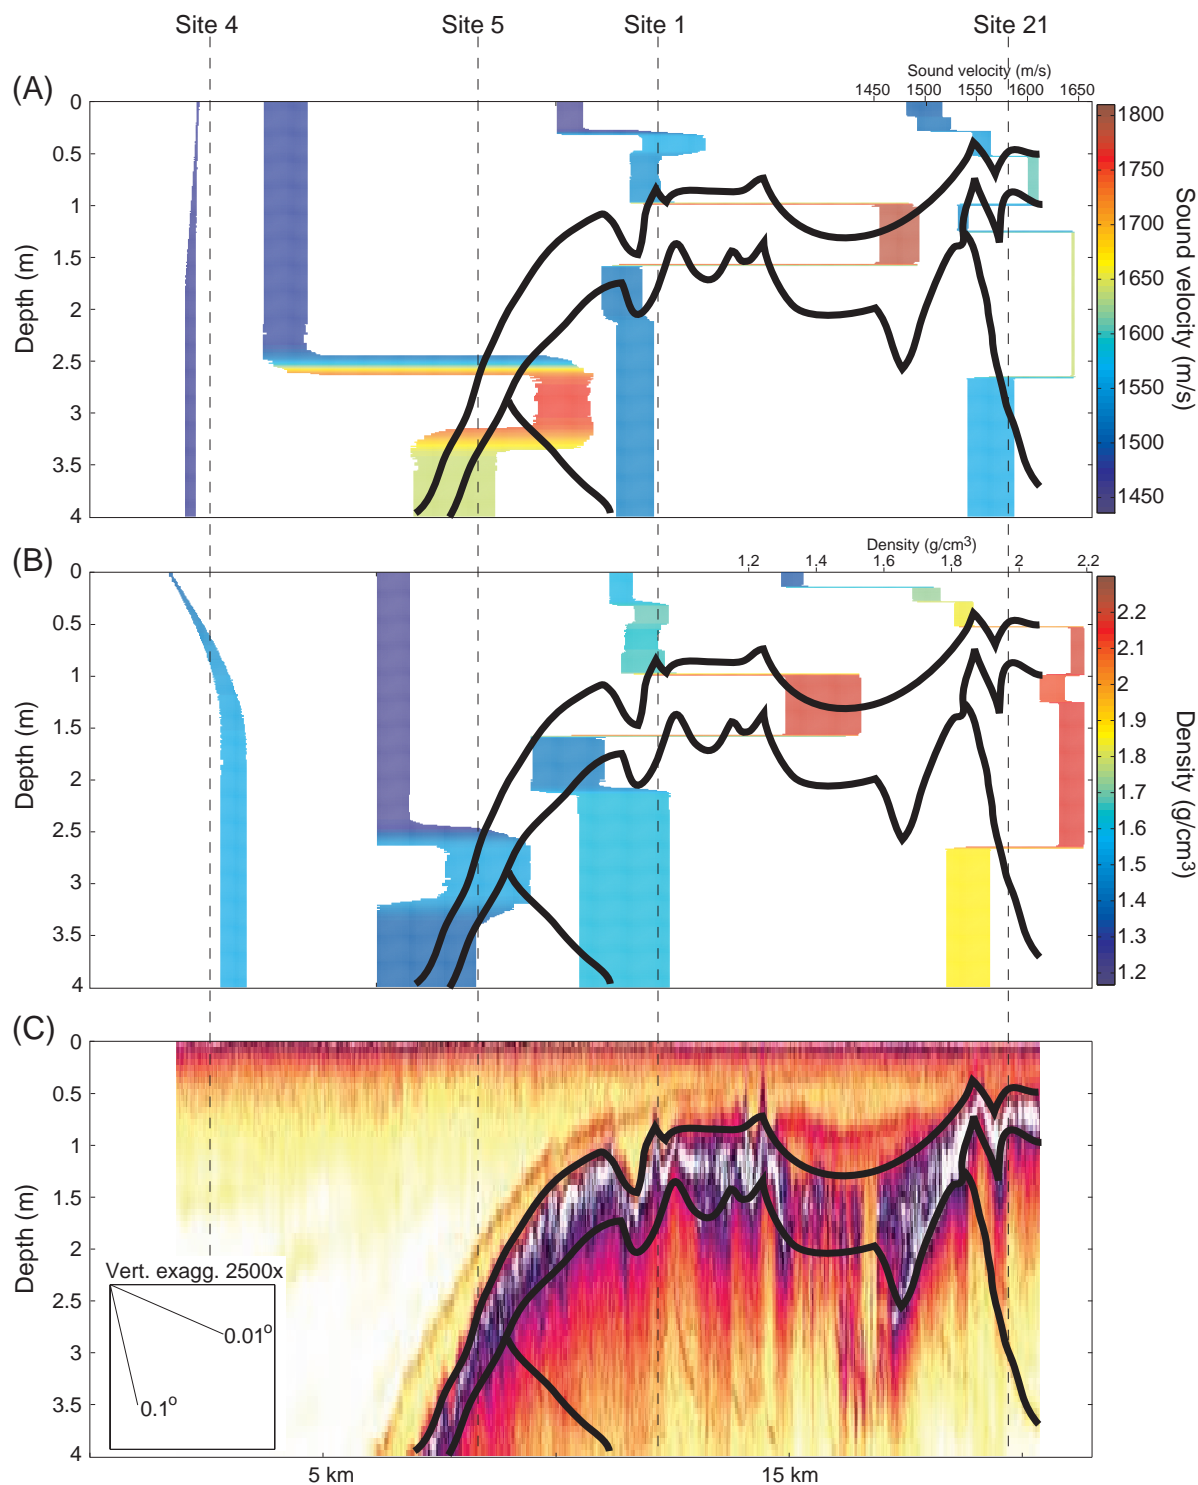 Site 4 Site 5 Site 1 Site 21
(A)
Sound velocity (m/s)
1450 1500 1550 1600 1650
0
0.5
1
1.5
2
2.5
3
3.5
4
Depth (m)
1800
1750
1700
1650
1600
1550
1500
1450
Sound velocity (m/s)
(B)
Density (g/cm3)
1.2 1.4 1.6 1.8 2 2.2
0
0.5
1
1.5
2
2.5
3
3.5
4
Depth (m)
2.2
2.1
2
1.9
1.8
1.7
1.6
1.5
1.4
1.3
1.2
Density (g/cm3)
(C)
0
0.5
1
1.5
2
2.5
3
3.5
4
Depth (m)
Vert. exagg. 2500x
0.01o
0.1o
5 km 15 km